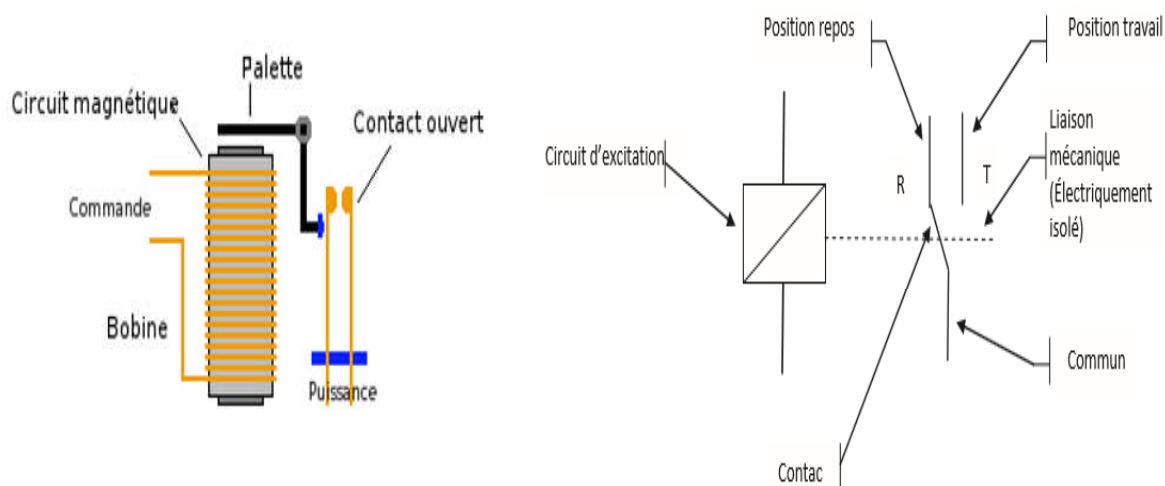 Palette
Circuit magnétique
Contact ouvert
Commande
Bobine
Puissance
Position repos
Position travail
Circuit d’excitation
Liaison
mécanique
(Électriquement
isolé)
R
T
Commun
Contac